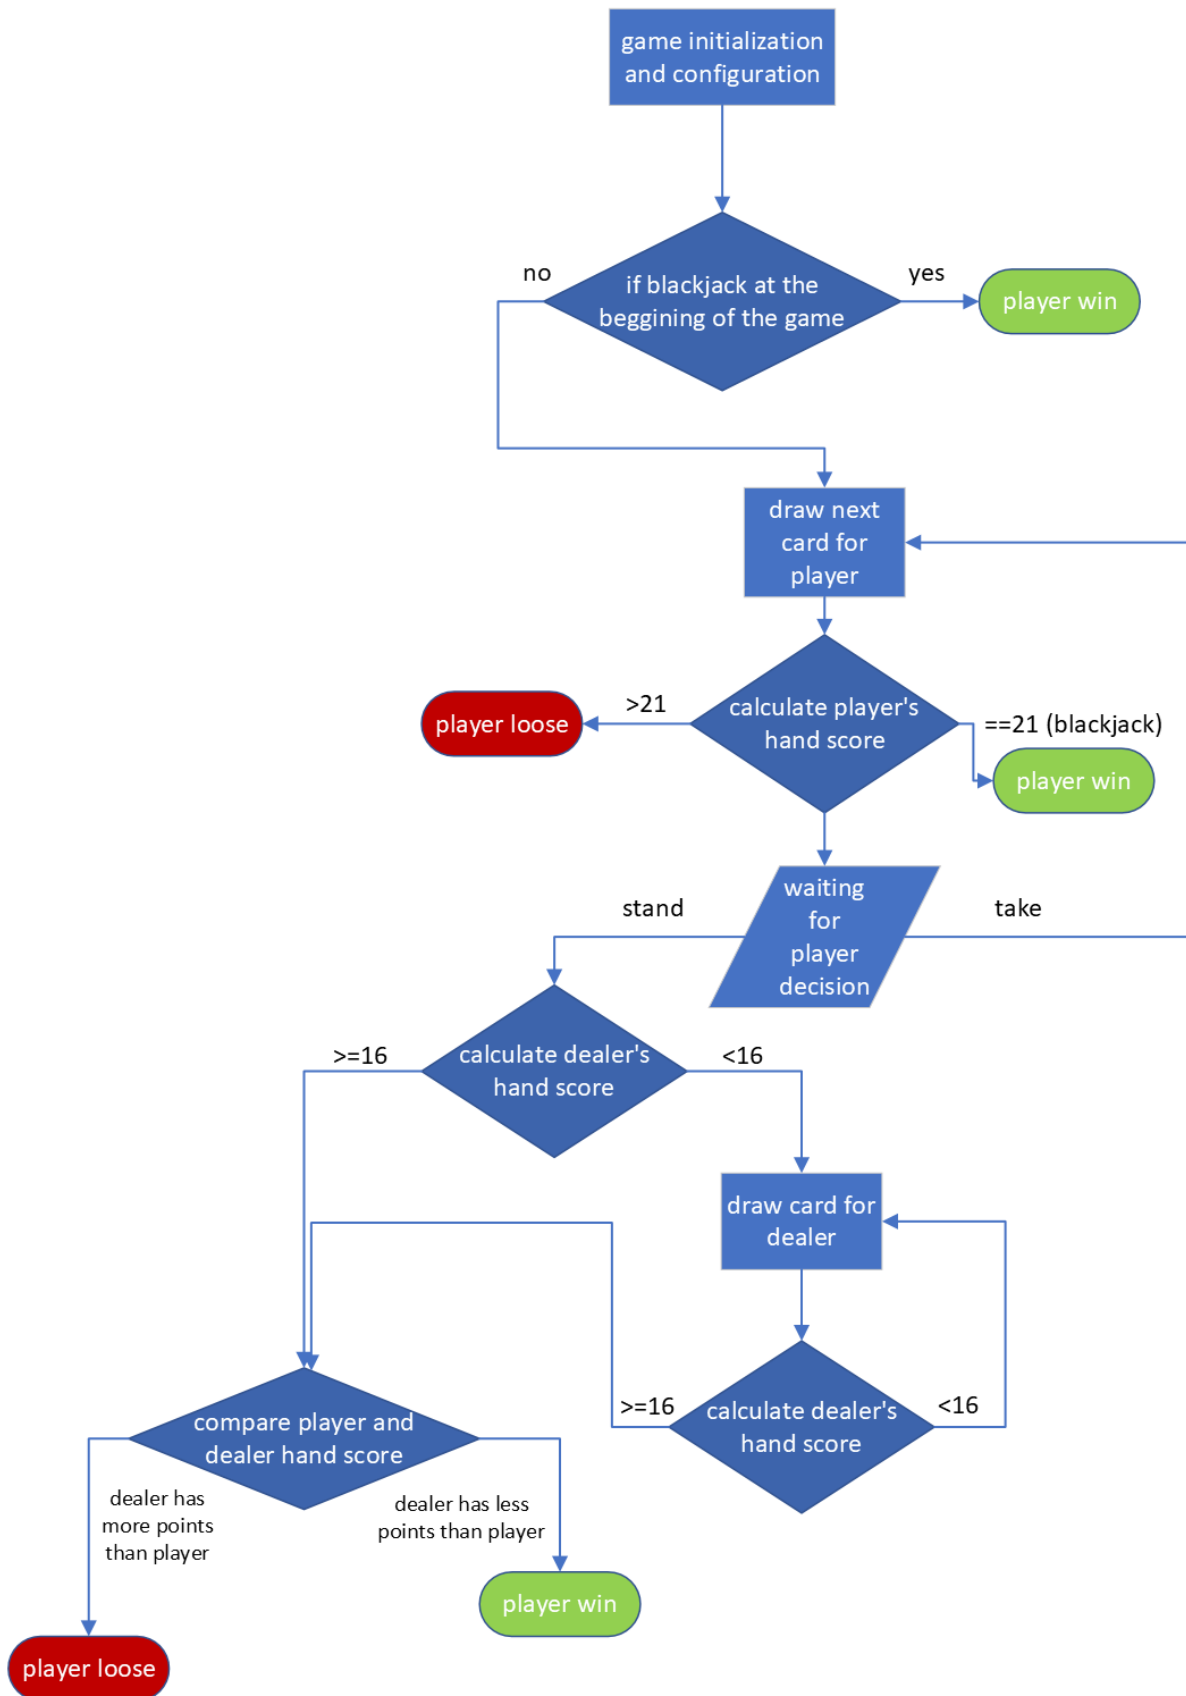 game initialization
and configuration
no
if blackjack at the
beggining of the game
yes
player win
draw next
card for
player
player loose
>21
calculate player's
hand score
==21 (blackjack)
player win
stand
waiting
for
player
decision
take
>=16
calculate dealer's
hand score
<16
draw card for
dealer
>=16
calculate dealer's
hand score
<16
compare player and
dealer hand score
dealer has
more points
than player
dealer has less
points than player
player win
player loose